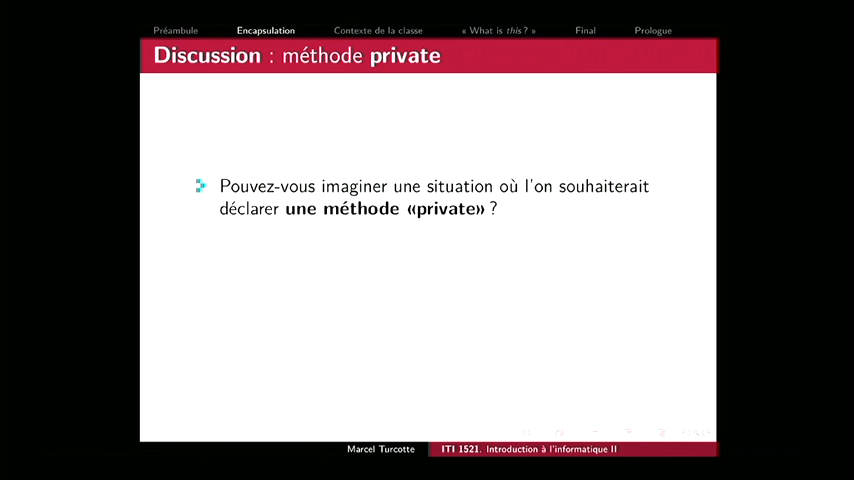 Préambule Encapsulation Contexte de la classe « What is this ? » Final Prologue
Discussion : méthode private
Pouvez-vous imaginer une situation où l'on souhaiterait
déclarer une méthode «private» ?
Marcel Turcotte ITI 1521. Introduction à l'informatique II